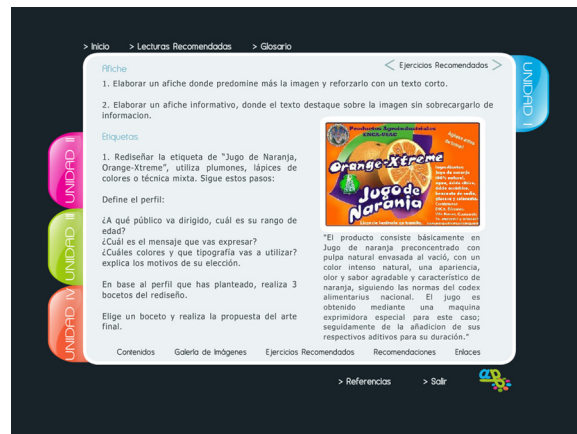 > Inicio > Lecturas Recomendadas > Glosario
< Ejercicios Recomendados >
Afiche
1. Elaborar un afiche donde predomine más la imagen y reforzarlo con un texto corto.
2. Elaborar un afiche informativo, donde el texto destaque sobre la imagen sin sobrecargarlo de
informacion.
Etiquetas
1. Rediseñar la etiqueta de "Jugo de Naranja,
Orange-Xtreme", utiliza plumones, lápices de
colores o técnica mixta. Sigue estos pasos:
Define el perfil:
¿A qué público va dirigido, cuál es su rango de
edad?
¿Cuál es el mensaje que vas expresar?
¿Cuáles colores y que tipografía vas a utilizar?
explica los motivos de su elección.
En base al perfil que has planteado, realiza 3
bocetos del rediseño.
Elige un boceto y realiza la propuesta del arte
final.
Productos Agroindustriales
Orange-Xtreme
Jugo de
Naranja
"El producto consiste básicamente en
Jugo de naranja preconcentrado con
pulpa natural envasada al vació, con un
color intenso natural, una apariencia,
olor y sabor agradable y característico de
naranja, siguiendo las normas del codex
alimentarius nacional. El jugo es
obtenido mediante una maquina
exprimidora especial para este caso;
seguidamente de la añadicion de sus
respectivos aditivos para su duración."
UNIDAD I
UNIDAD II
UNIDAD III
UNIDAD IV
Contenidos Galería de Imágenes Ejercicios Recomendados Recomendaciones Enlaces
> Referencias > Salir